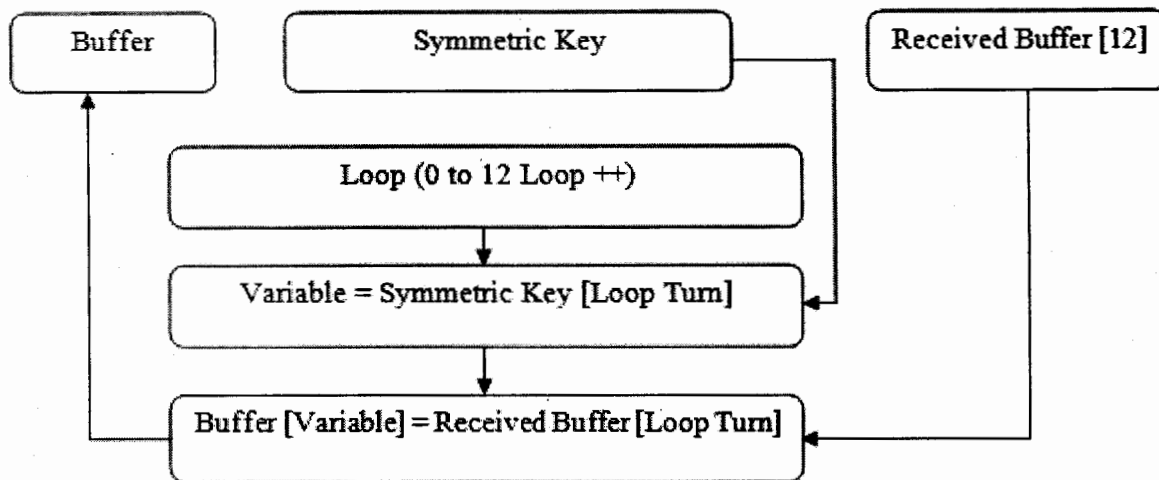 Buffer
Symmetric Key
Received Buffer [12]
Loop (0 to 12 Loop ++)
Variable = Symmetric Key [Loop Turn]
Buffer [Variable] = Received Buffer [Loop Turn]